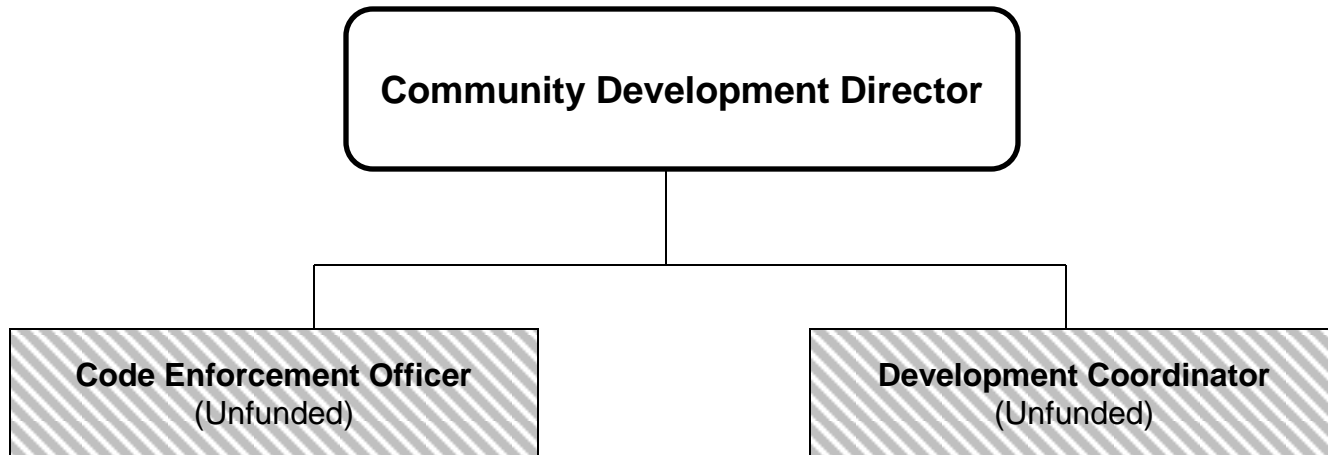 Community Development Director
Code Enforcement Officer
(Unfunded)
Development Coordinator
(Unfunded)